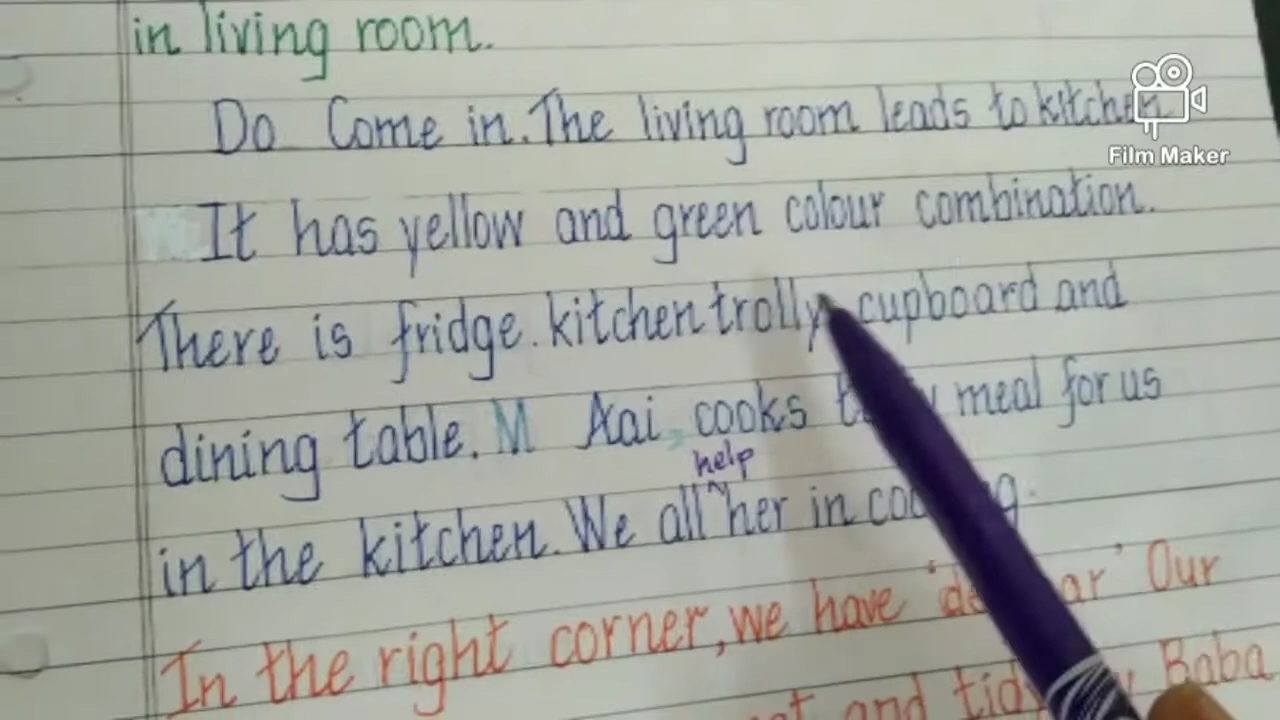 in living room.
Do Come in. The living room leads to kitchen
Film Maker
It has yellow and green colour combination.
There is fridge. kitchen trolly cupboard and
dining table. M Aai, cooks meal for us
help
in the kitchen. We all ^ her in
In the right corner, we have Our
and Baba